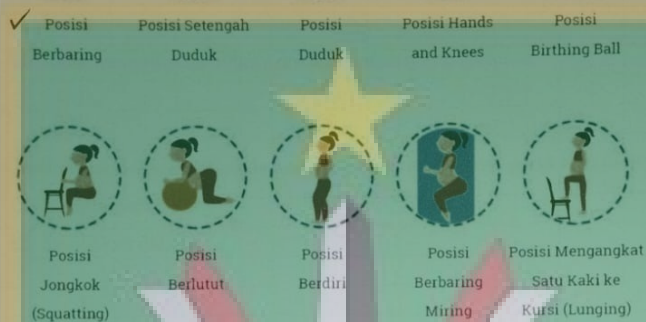 ✓ Posisi Berbaring
Posisi Setengah Duduk
Posisi Duduk
Posisi Hands and Knees
Posisi Birthing Ball
Posisi Jongkok (Squatting)
Posisi Berlutut
Posisi Berdiri
Posisi Berbaring Miring
Posisi Mengangkat Satu Kaki ke Kursi (Lunging)